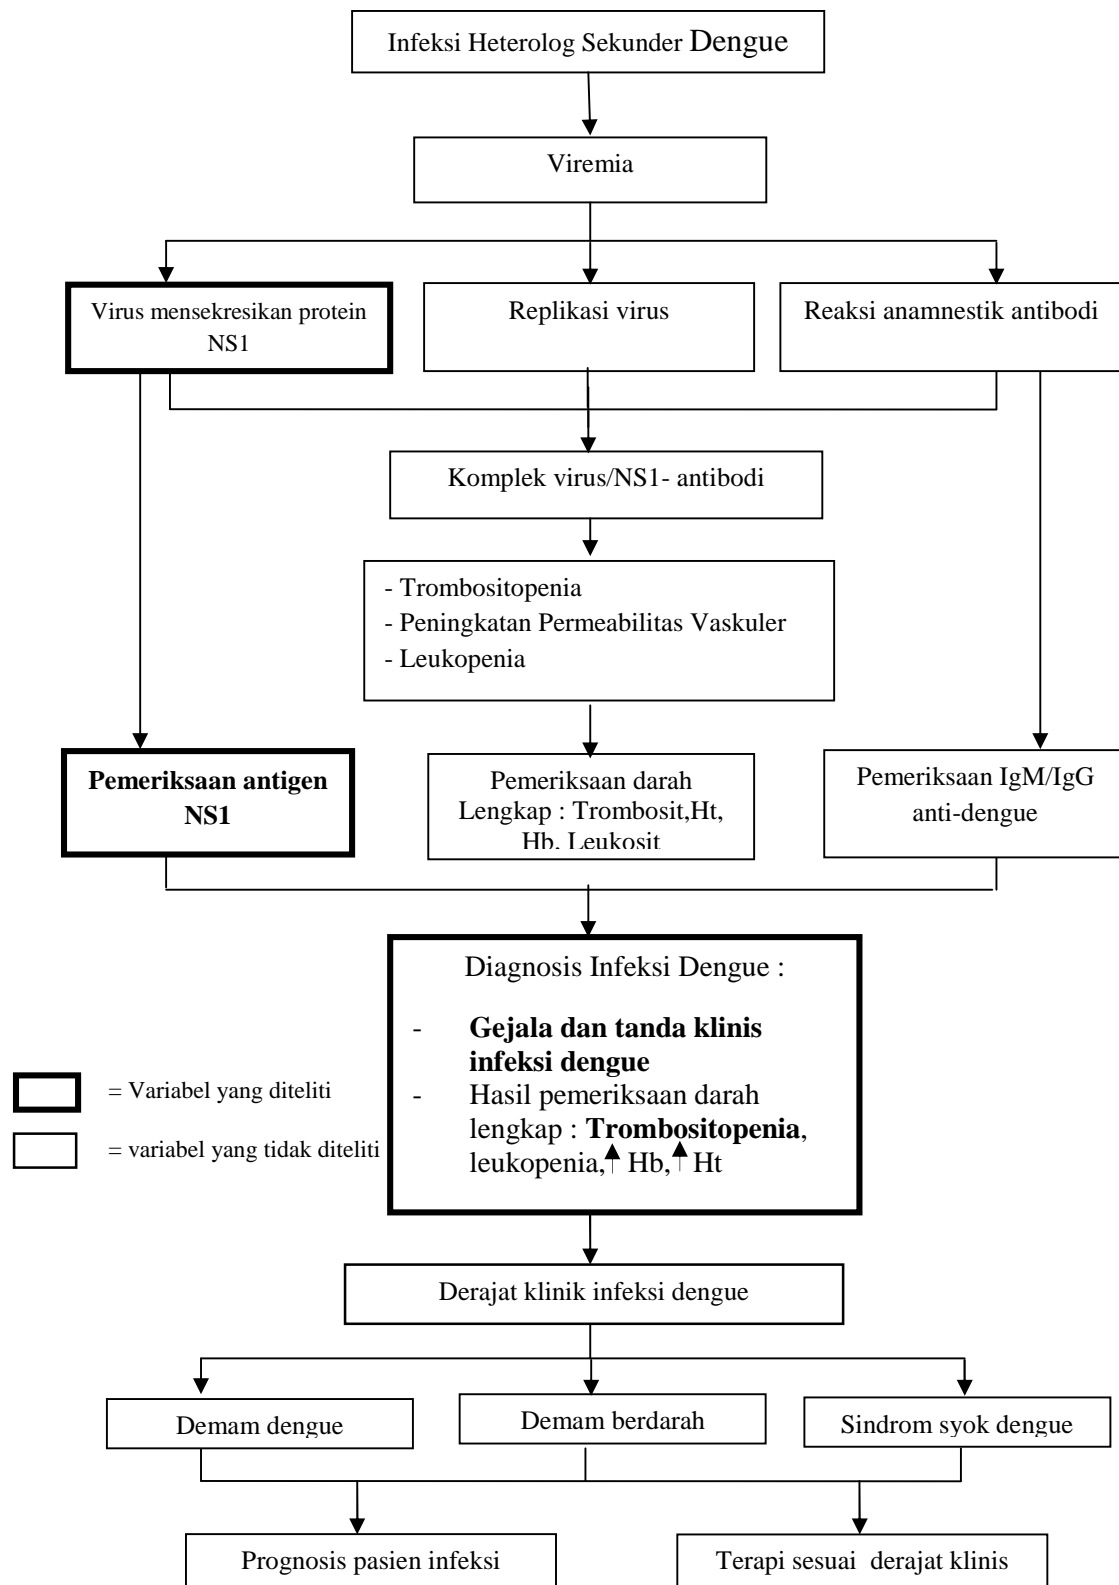 Infeksi Heterolog Sekunder Dengue
Viremia
Virus mensekresikan protein
NS1
Replikasi virus
Reaksi anamnestik antibodi
Komplek virus/NS1- antibodi
- Trombositopenia
- Peningkatan Permeabilitas Vaskuler
- Leukopenia
Pemeriksaan antigen
NS1
Pemeriksaan darah
Lengkap : Trombosit,Ht,
Hb, Leukosit
Pemeriksaan IgM/IgG
anti-dengue
Diagnosis Infeksi Dengue :
- Gejala dan tanda klinis
infeksi dengue
- Hasil pemeriksaan darah
lengkap : Trombositopenia,
leukopenia,↑ Hb,↑ Ht
= Variabel yang diteliti
= variabel yang tidak diteliti
Derajat klinik infeksi dengue
Demam dengue
Demam berdarah
Sindrom syok dengue
Prognosis pasien infeksi
Terapi sesuai derajat klinis